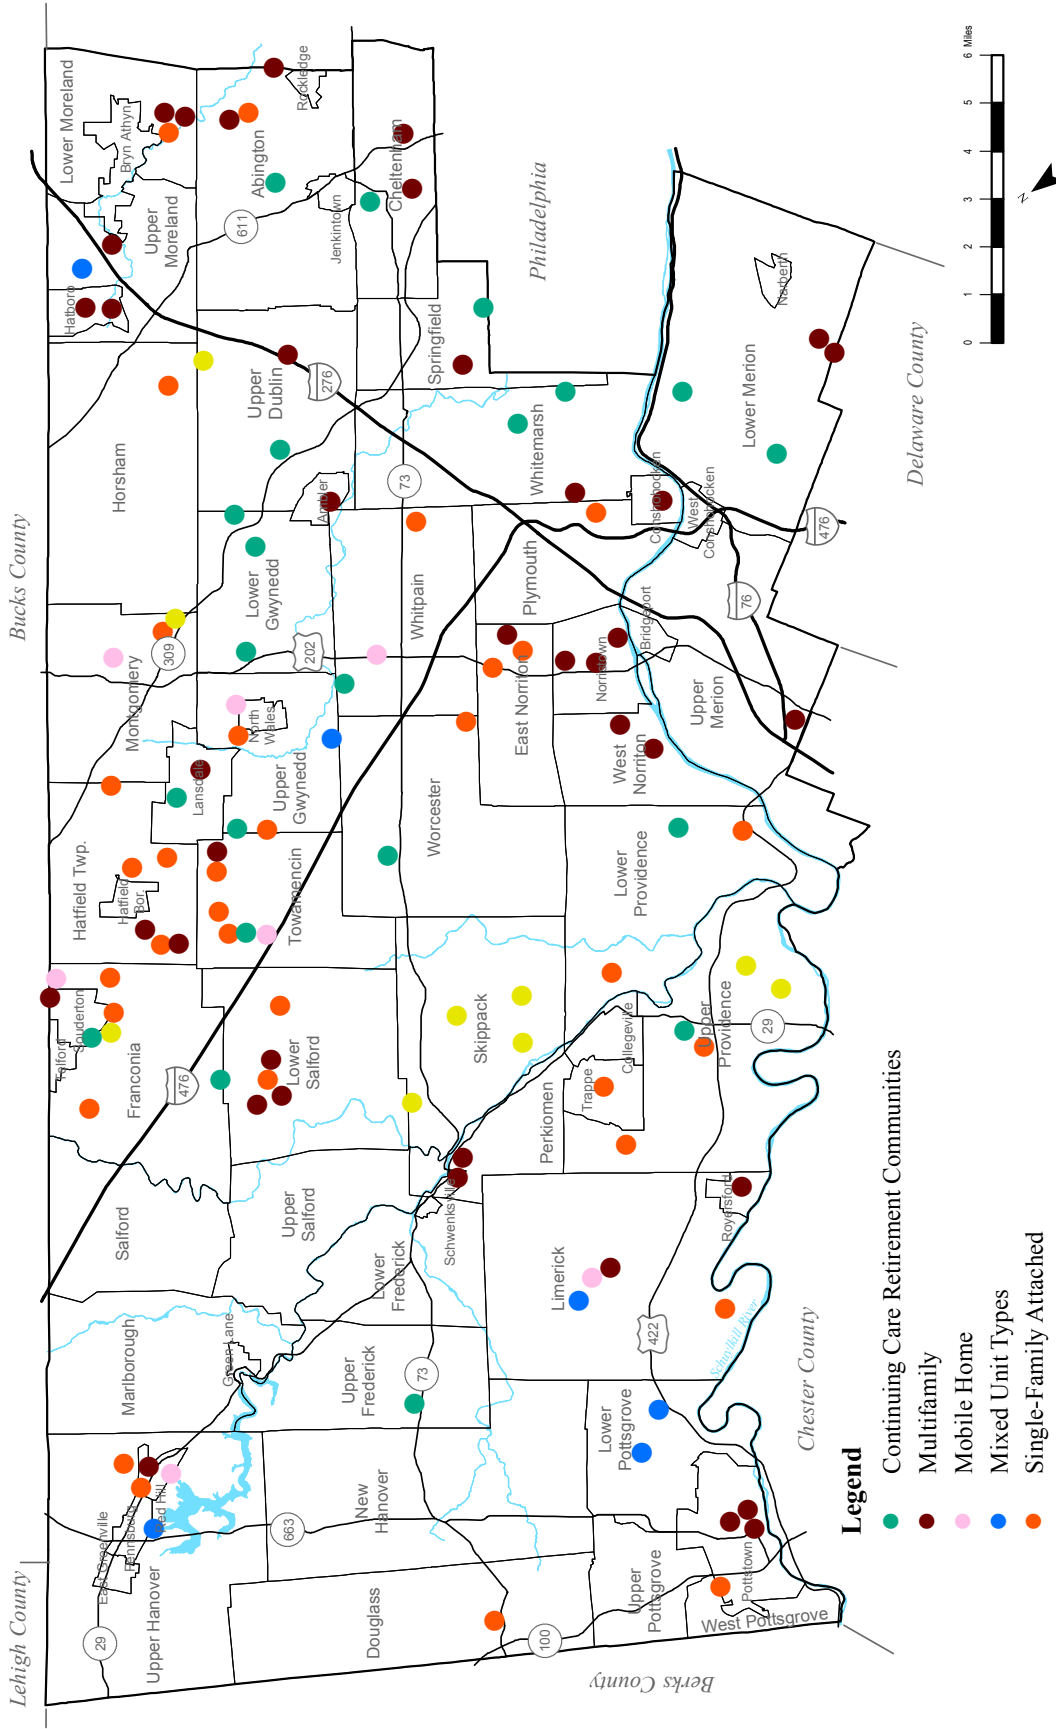 Lehigh County
Bucks County
Berks County
Chester County
Delaware County
Philadelphia
Upper Hanover
East Greenville
Pennsburg
Red Hill
Marlborough
Green Lane
Salford
Franconia
Telford
Souderton
Hatfield Twp.
Hatfield
Bor.
Lansdale
Montgomery
Horsham
Hatboro
Upper
Moreland
Bryn Athyn
Lower Moreland
Douglass
New
Hanover
Upper
Frederick
Lower
Frederick
Upper
Salford
Lower
Salford
Towamencin
Upper
Gwynedd
North
Wales
Lower
Gwynedd
Ambler
Upper
Dublin
Abington
Jenkintown
Rockledge
Cheltenham
Springfield
Whitemarsh
Whitpain
Worcester
Skippack
Schwenksville
Perkiomen
Trappe
Collegeville
Lower
Providence
Upper
Providence
East Norriton
West
Norriton
Norristown
Plymouth
Bridgeport
Conshohocken
West
Conshohocken
Upper
Merion
Lower Merion
Narberth
Limerick
Royersford
Lower
Pottsgrove
Upper
Pottsgrove
Pottstown
West Pottsgrove
Schuylkill River
29
663
100
73
422
476
29
309
202
73
276
611
76
476
0 1 2 3 4 5 6 Miles
N
Legend
Continuing Care Retirement Communities
Multifamily
Mobile Home
Mixed Unit Types
Single-Family Attached